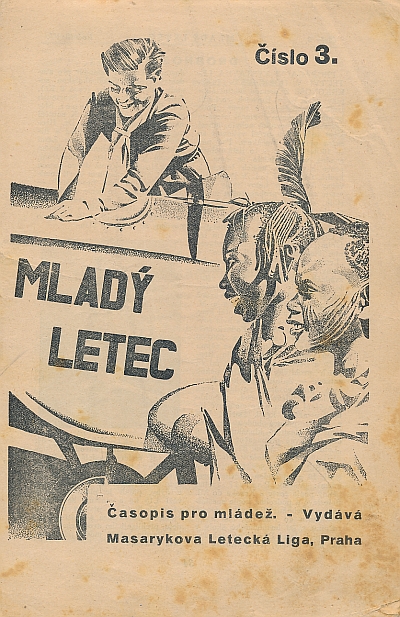 Číslo 3.
MLADÝ
LETEC
Časopis pro mládež. - Vydává
Masarykova Letecká Liga, Praha